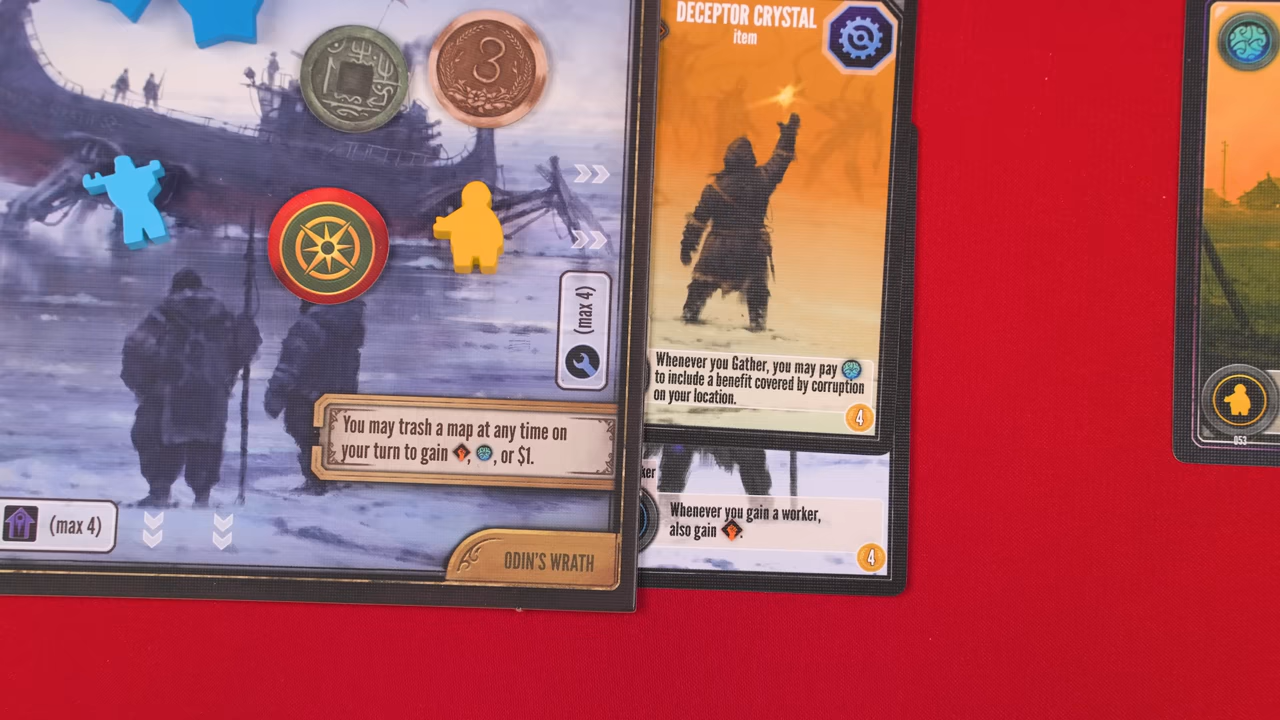 DECEPTOR CRYSTAL
item
3
(max 4)
Whenever you Gather, you may pay
to include a benefit covered by corruption
on your location.
4
You may trash a map at any time on
your turn to gain , , or $1.
ker
Whenever you gain a worker,
also gain .
4
(max 4)
ODIN'S WRATH
053